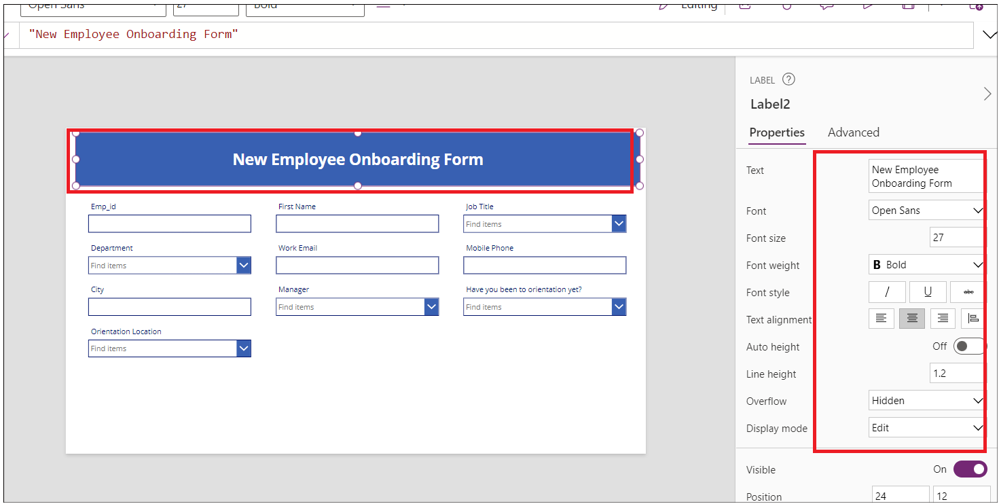 Open Sans 27 Bold Editing
"New Employee Onboarding Form"
LABEL ?
Label2
Properties Advanced
New Employee Onboarding Form
Emp_id First Name Job Title
Find items
Department Work Email Mobile Phone
Find items
City Manager Have you been to orientation yet?
Find items Find items
Orientation Location
Find items
Text New Employee
Onboarding Form
Font Open Sans
Font size 27
Font weight B Bold
Font style / U abc
Text alignment
Auto height Off
Line height 1.2
Overflow Hidden
Display mode Edit
Visible On
Position 24 12